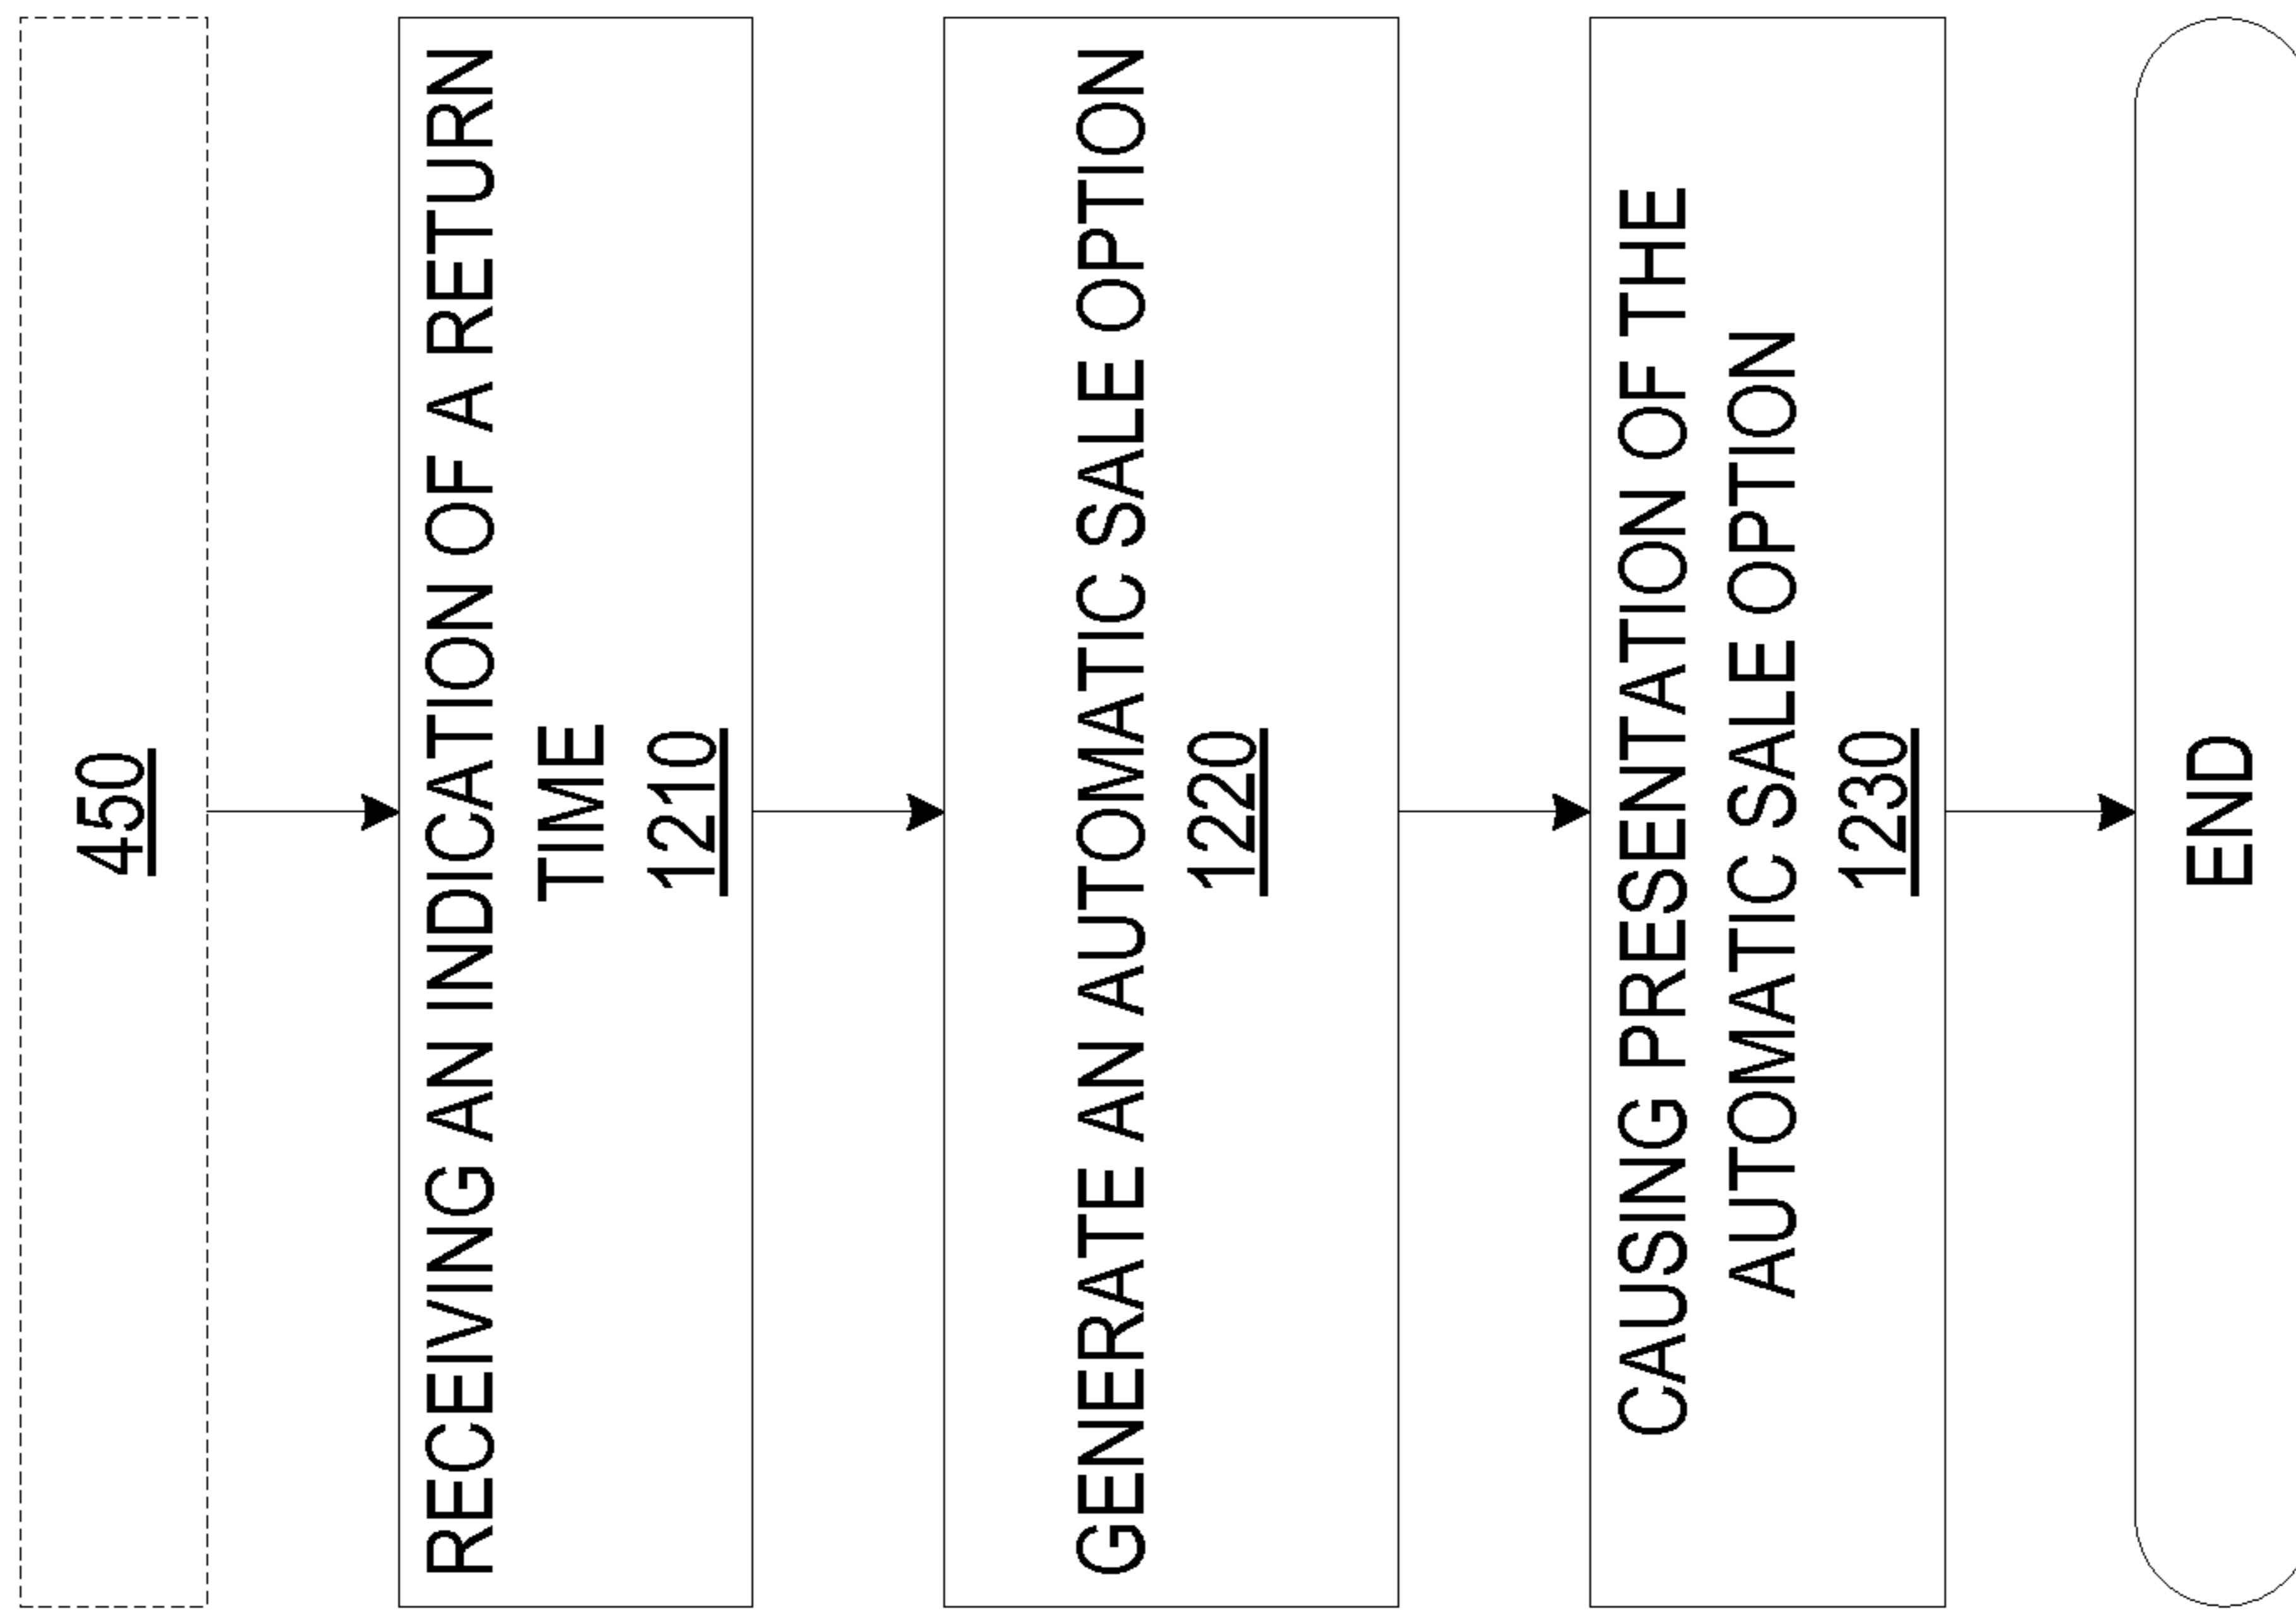 450
RECEIVING AN INDICATION OF A RETURN
TIME
1210
GENERATE AN AUTOMATIC SALE OPTION
1220
CAUSING PRESENTATION OF THE
AUTOMATIC SALE OPTION
1230
END